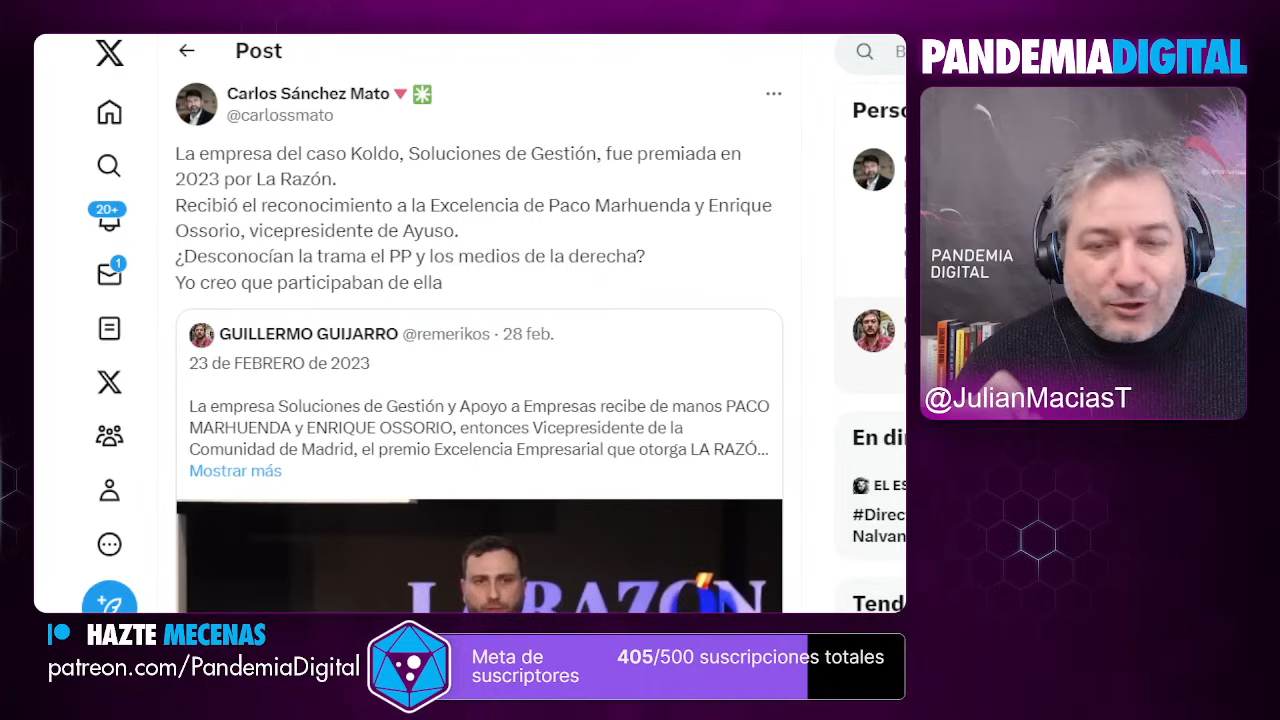 Post
Carlos Sánchez Mato
@carlossmato
La empresa del caso Koldo, Soluciones de Gestión, fue premiada en
2023 por La Razón.
Recibió el reconocimiento a la Excelencia de Paco Marhuenda y Enrique
Ossorio, vicepresidente de Ayuso.
¿Desconocían la trama el PP y los medios de la derecha?
Yo creo que participaban de ella
GUILLERMO GUIJARRO @remerikos · 28 feb.
23 de FEBRERO de 2023
La empresa Soluciones de Gestión y Apoyo a Empresas recibe de manos PACO
MARHUENDA y ENRIQUE OSSORIO, entonces Vicepresidente de la
Comunidad de Madrid, el premio Excelencia Empresarial que otorga LA RAZÓ...
Mostrar más
LA RAZÓN
20+
1
B
Perso
En di
EL ES
#Direc
Nalvan
Tend
PANDEMIADIGITAL
PANDEMIA
DIGITAL
@JulianMaciasT
HAZTE MECENAS
patreon.com/PandemiaDigital
Meta de
suscriptores
405/500 suscripciones totales